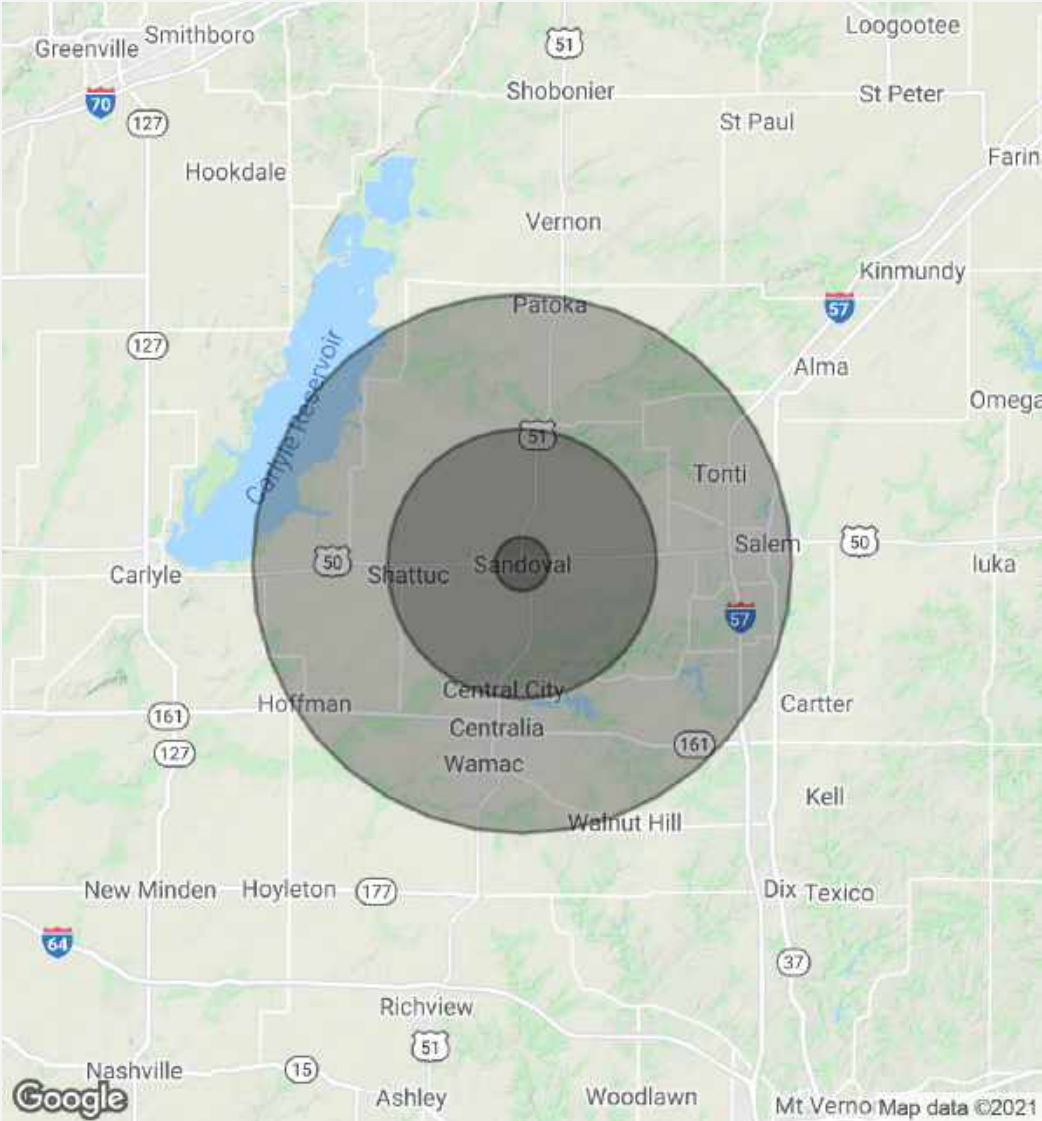 Loogootee
Smithboro
Greenville
51
Shobonier
St Peter
70
127
St Paul
Farin
Hookdale
Vernon
Kinmundy
57
Patoka
127
Alma
Carlyle Reservoir
Omega
51
Tonti
Salem
50
50
Sandoval
Iuka
Carlyle
Shattuc
57
Central City
Hoffman
Cartter
161
Centralia
161
127
Wamac
Kell
Walnut Hill
New Minden
Hoyleton
177
Dix
Texico
64
37
Richview
51
Nashville
15
Google
Ashley
Woodlawn
Mt Verno
Map data ©2021